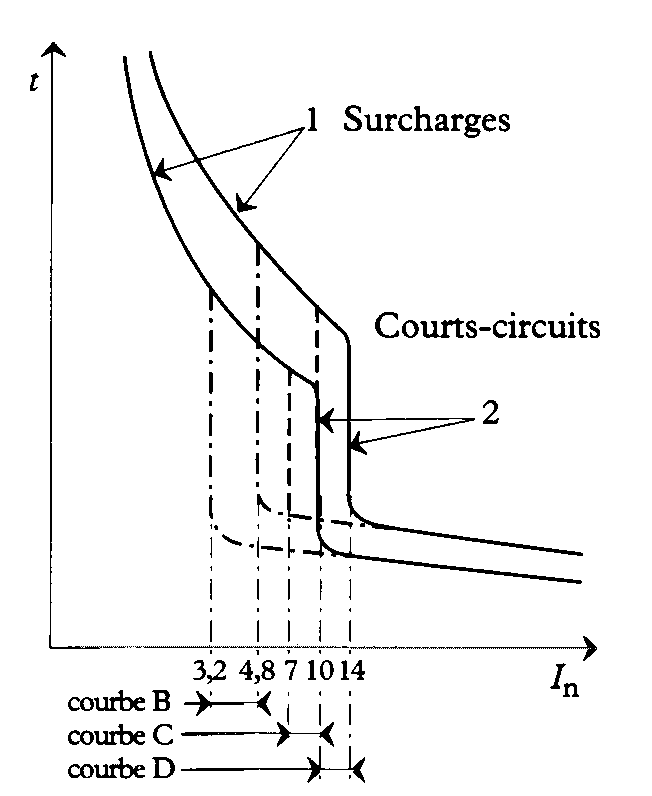 t
1 Surcharges
Courts-circuits
2
3,2 4,8 7 10 14
In
courbe B
courbe C
courbe D